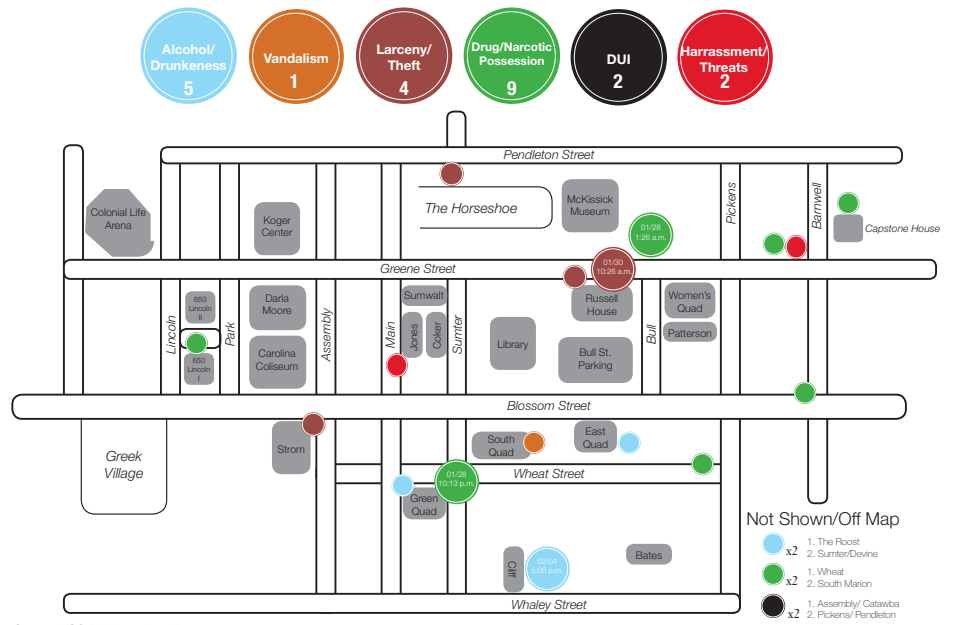 Alcohol/
Drunkeness
5
Vandalism
1
Larceny/
Theft
4
Drug/Narcotic
Possession
9
DUI
2
Harrassment/
Threats
2
Pendleton Street
Colonial Life
Arena
Koger
Center
The Horseshoe
McKissick
Museum
01/28
1:26 a.m.
Pickens
Barnwell
Capstone House
Greene Street
01/30
10:26 a.m.
Lincoln
650
Lincoln
II
650
Lincoln
I
Park
Darla
Moore
Carolina
Coliseum
Assembly
Main
Sumwalt
Jones
Coker
Sumter
Library
Russell
House
Bull St.
Parking
Bull
Women's
Quad
Patterson
Blossom Street
Greek
Village
Strom
South
Quad
East
Quad
Wheat Street
01/28
10:13 p.m.
Green
Quad
Cliff
02/04
5:00 p.m.
Bates
Whaley Street
Not Shown/Off Map
x2
1. The Roost
2. Sumter/Devine
x2
1. Wheat
2. South Marion
x2
1. Assembly/ Catawba
2. Pickens/ Pendleton